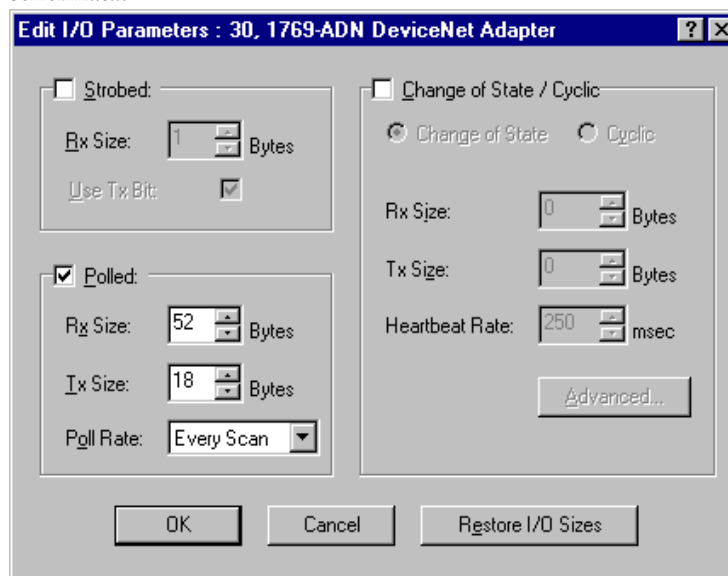 Edit I/O Parameters : 30, 1769-ADN DeviceNet Adapter
Strobed:
Rx Size: 1 Bytes
Use Tx Bit:
Polled:
Rx Size: 52 Bytes
Tx Size: 18 Bytes
Poll Rate: Every Scan
Change of State / Cyclic
Change of State Cyclic
Rx Size: 0 Bytes
Tx Size: 0 Bytes
Heartbeat Rate: 250 msec
Advanced...
OK Cancel Restore I/O Sizes